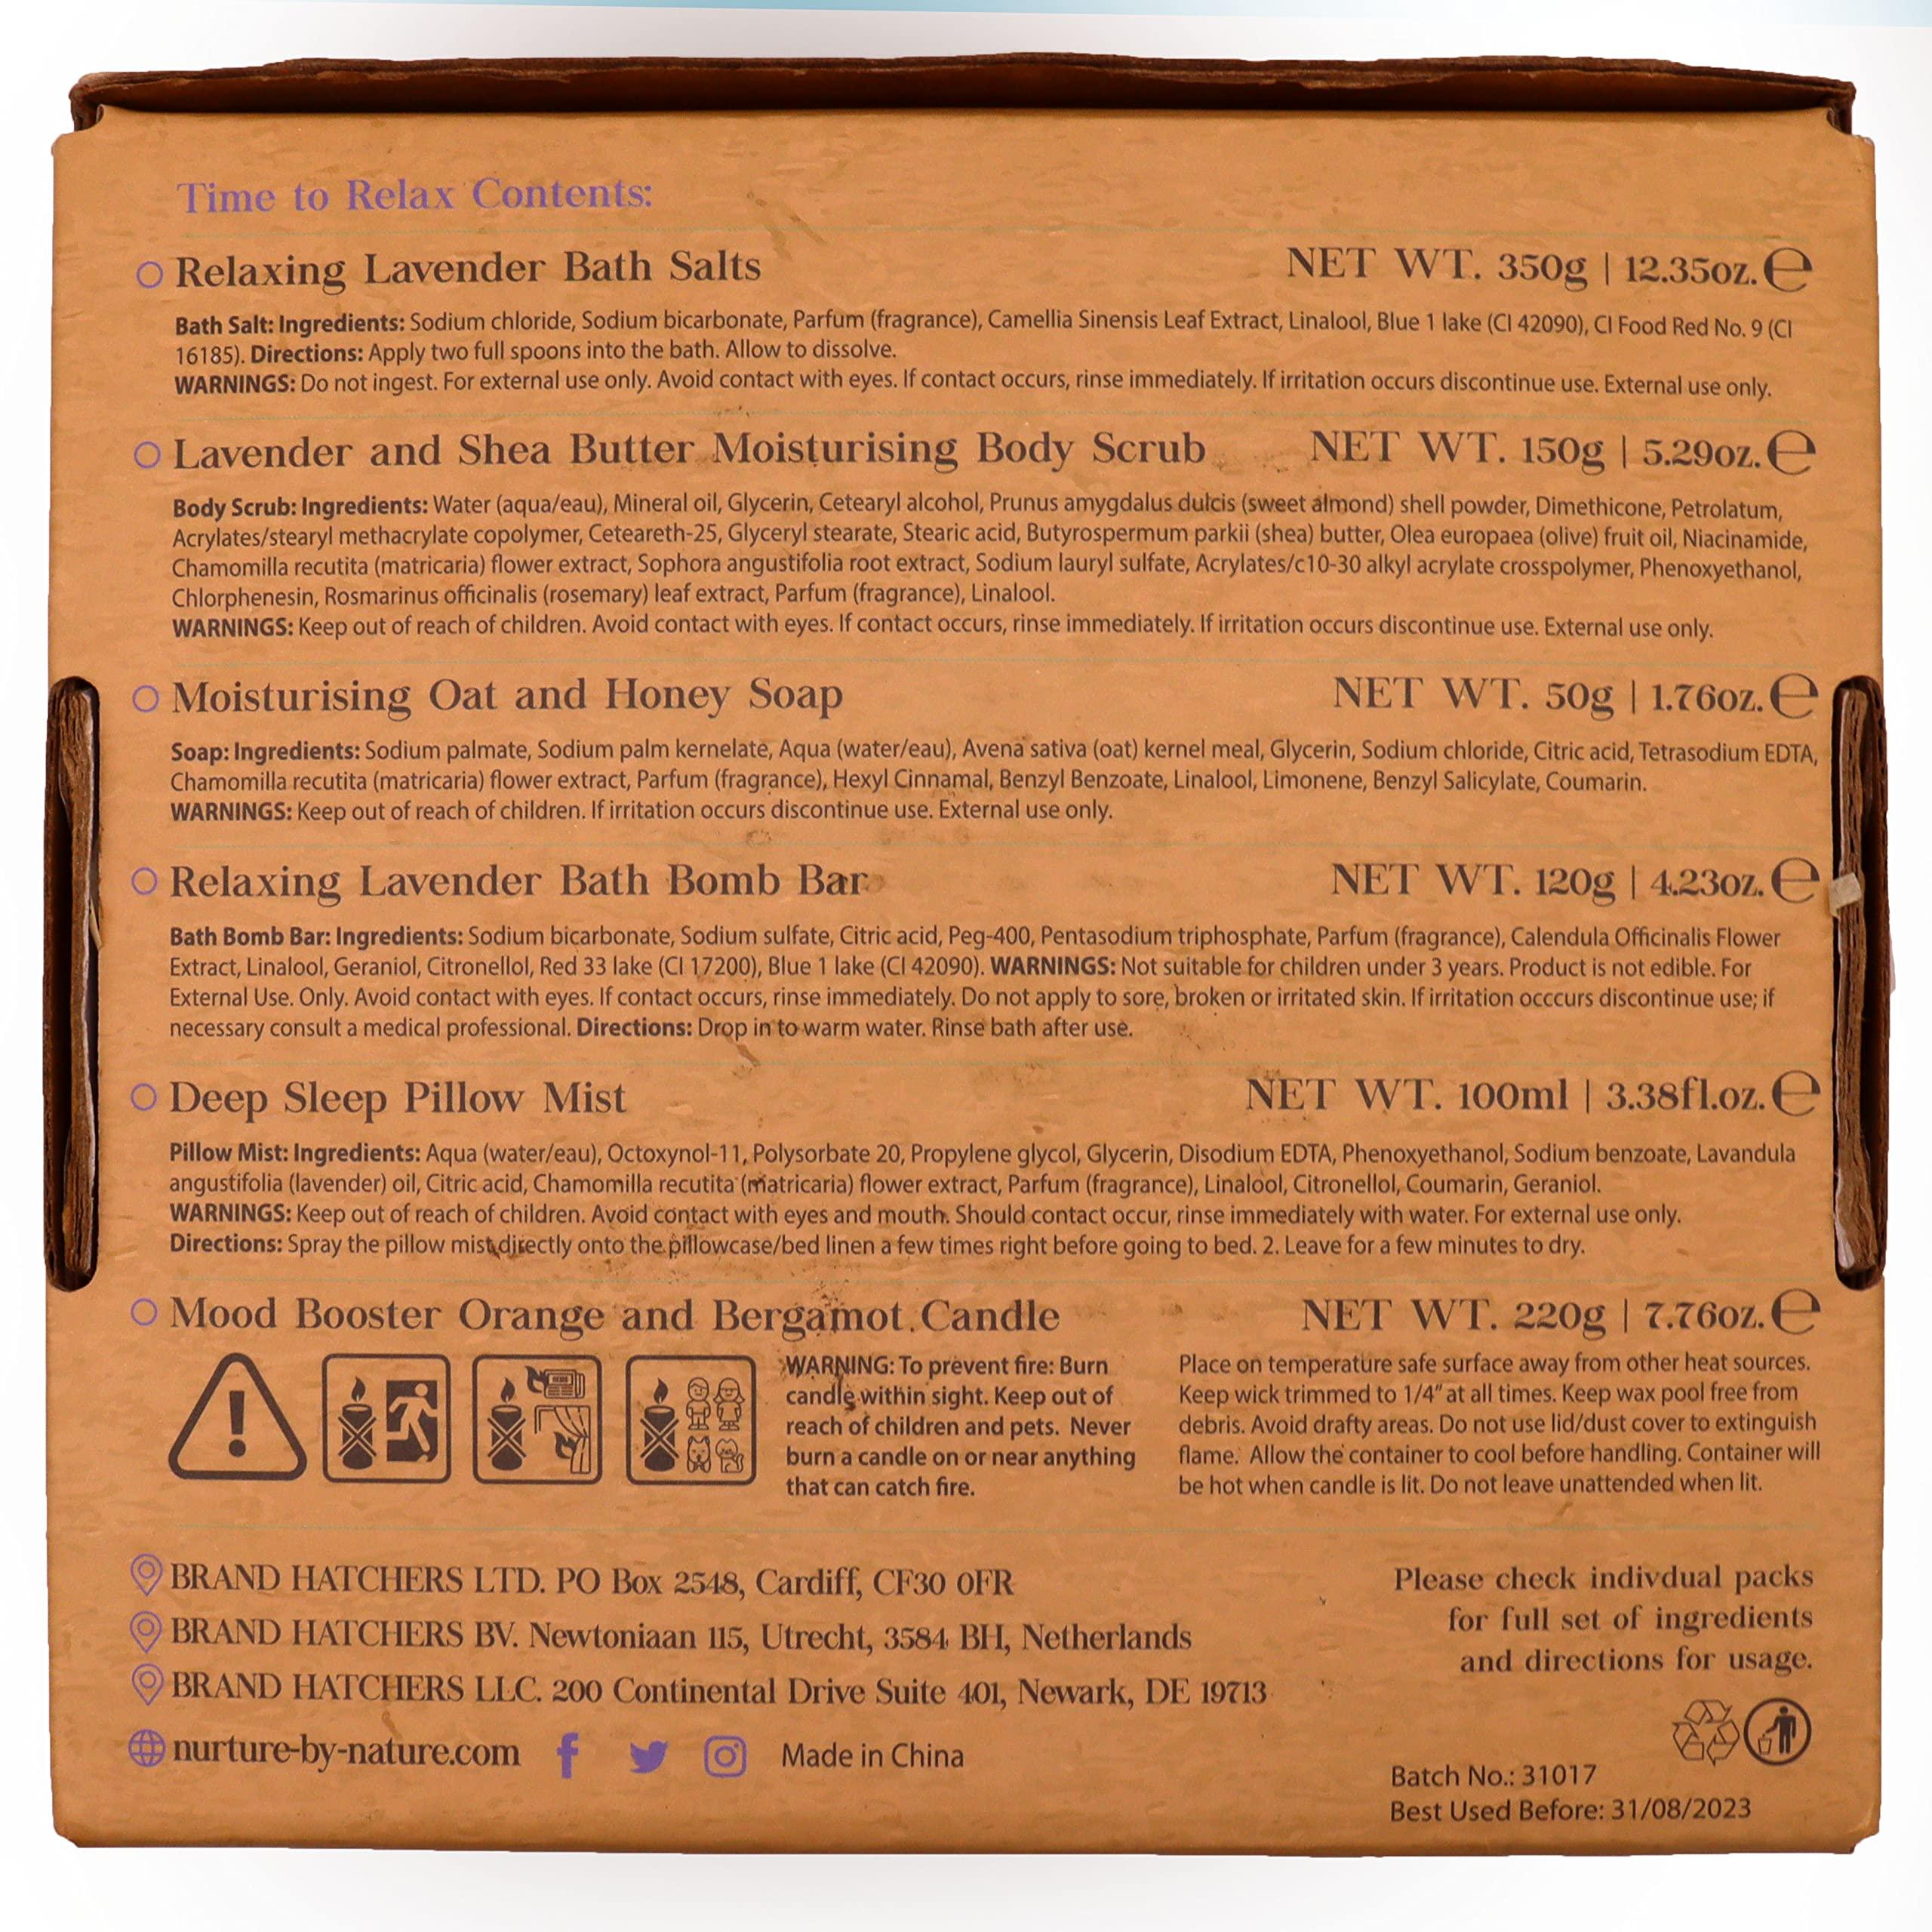 Time to Relax Contents:
Relaxing Lavender Bath Salts NET WT. 350g | 12.35oz. ℮
Bath Salt: Ingredients: Sodium chloride, Sodium bicarbonate, Parfum (fragrance), Camellia Sinensis Leaf Extract, Linalool, Blue 1 lake (CI 42090), CI Food Red No. 9 (CI
16185). Directions: Apply two full spoons into the bath. Allow to dissolve.
WARNINGS: Do not ingest. For external use only. Avoid contact with eyes. If contact occurs, rinse immediately. If irritation occurs discontinue use. External use only.
Lavender and Shea Butter Moisturising Body Scrub NET WT. 150g | 5.29oz. ℮
Body Scrub: Ingredients: Water (aqua/eau), Mineral oil, Glycerin, Cetearyl alcohol, Prunus amygdalus dulcis (sweet almond) shell powder, Dimethicone, Petrolatum,
Acrylates/stearyl methacrylate copolymer, Ceteareth-25, Glyceryl stearate, Stearic acid, Butyrospermum parkii (shea) butter, Olea europaea (olive) fruit oil, Niacinamide,
Chamomilla recutita (matricaria) flower extract, Sophora angustifolia root extract, Sodium lauryl sulfate, Acrylates/c10-30 alkyl acrylate crosspolymer, Phenoxyethanol,
Chlorphenesin, Rosmarinus officinalis (rosemary) leaf extract, Parfum (fragrance), Linalool.
WARNINGS: Keep out of reach of children. Avoid contact with eyes. If contact occurs, rinse immediately. If irritation occurs discontinue use. External use only.
Moisturising Oat and Honey Soap NET WT. 50g | 1.76oz. ℮
Soap: Ingredients: Sodium palmate, Sodium palm kernelate, Aqua (water/eau), Avena sativa (oat) kernel meal, Glycerin, Sodium chloride, Citric acid, Tetrasodium EDTA,
Chamomilla recutita (matricaria) flower extract, Parfum (fragrance), Hexyl Cinnamal, Benzyl Benzoate, Linalool, Limonene, Benzyl Salicylate, Coumarin.
WARNINGS: Keep out of reach of children. If irritation occurs discontinue use. External use only.
Relaxing Lavender Bath Bomb Bar NET WT. 120g | 4.23oz. ℮
Bath Bomb Bar: Ingredients: Sodium bicarbonate, Sodium sulfate, Citric acid, Peg-400, Pentasodium triphosphate, Parfum (fragrance), Calendula Officinalis Flower
Extract, Linalool, Geraniol, Citronellol, Red 33 lake (CI 17200), Blue 1 lake (CI 42090). WARNINGS: Not suitable for children under 3 years. Product is not edible. For
External Use. Only. Avoid contact with eyes. If contact occurs, rinse immediately. Do not apply to sore, broken or irritated skin. If irritation occcurs discontinue use; if
necessary consult a medical professional. Directions: Drop in to warm water. Rinse bath after use.
Deep Sleep Pillow Mist NET WT. 100ml | 3.38fl.oz. ℮
Pillow Mist: Ingredients: Aqua (water/eau), Octoxynol-11, Polysorbate 20, Propylene glycol, Glycerin, Disodium EDTA, Phenoxyethanol, Sodium benzoate, Lavandula
angustifolia (lavender) oil, Citric acid, Chamomilla recutita (matricaria) flower extract, Parfum (fragrance), Linalool, Citronellol, Coumarin, Geraniol.
WARNINGS: Keep out of reach of children. Avoid contact with eyes and mouth. Should contact occur, rinse immediately with water. For external use only.
Directions: Spray the pillow mist directly onto the pillowcase/bed linen a few times right before going to bed. 2. Leave for a few minutes to dry.
Mood Booster Orange and Bergamot Candle NET WT. 220g | 7.76oz. ℮
WARNING: To prevent fire: Burn
candle within sight. Keep out of
reach of children and pets. Never
burn a candle on or near anything
that can catch fire.
Place on temperature safe surface away from other heat sources.
Keep wick trimmed to 1/4" at all times. Keep wax pool free from
debris. Avoid drafty areas. Do not use lid/dust cover to extinguish
flame. Allow the container to cool before handling. Container will
be hot when candle is lit. Do not leave unattended when lit.
BRAND HATCHERS LTD. PO Box 2548, Cardiff, CF30 0FR
BRAND HATCHERS BV. Newtoniaan 115, Utrecht, 3584 BH, Netherlands
BRAND HATCHERS LLC. 200 Continental Drive Suite 401, Newark, DE 19713
nurture-by-nature.com Made in China
Please check indivdual packs
for full set of ingredients
and directions for usage.
Batch No.: 31017
Best Used Before: 31/08/2023